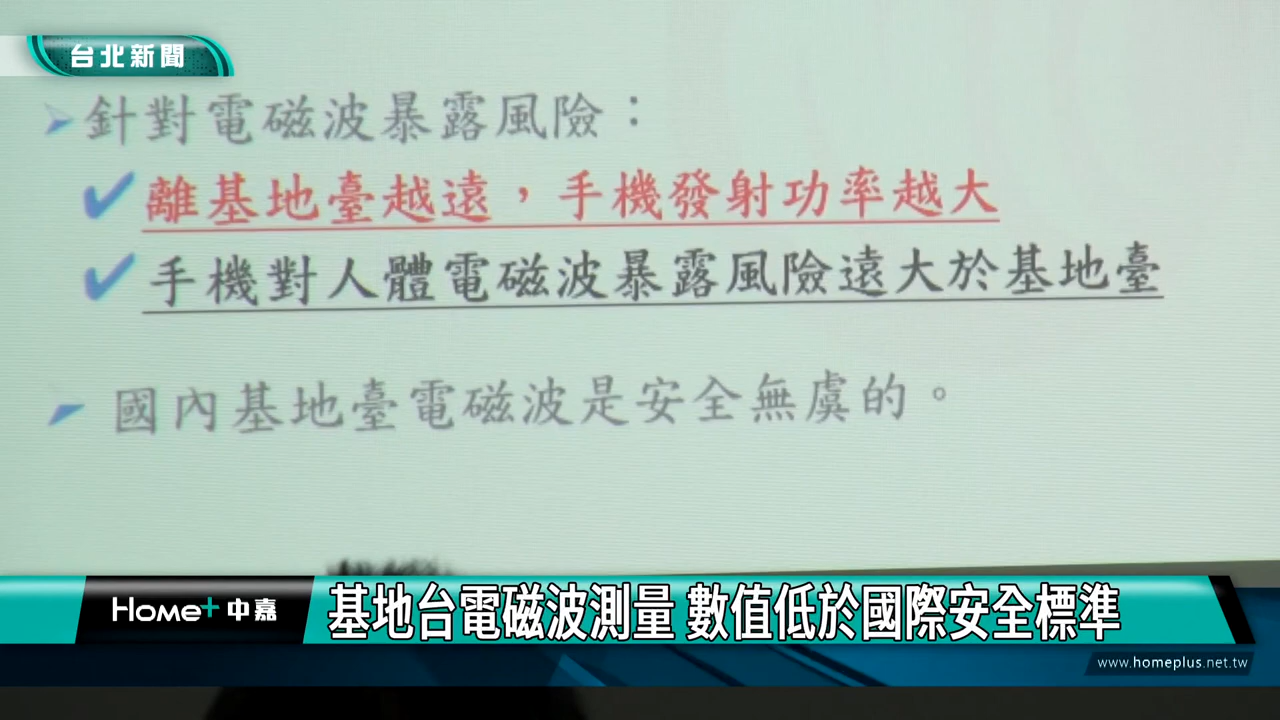 台北新聞
針對電磁波暴露風險：
離基地臺越遠，手機發射功率越大
手機對人體電磁波暴露風險遠大於基地臺
國內基地臺電磁波是安全無虞的。
Home+中嘉
基地台電磁波測量 數值低於國際安全標準
www.homeplus.net.tw